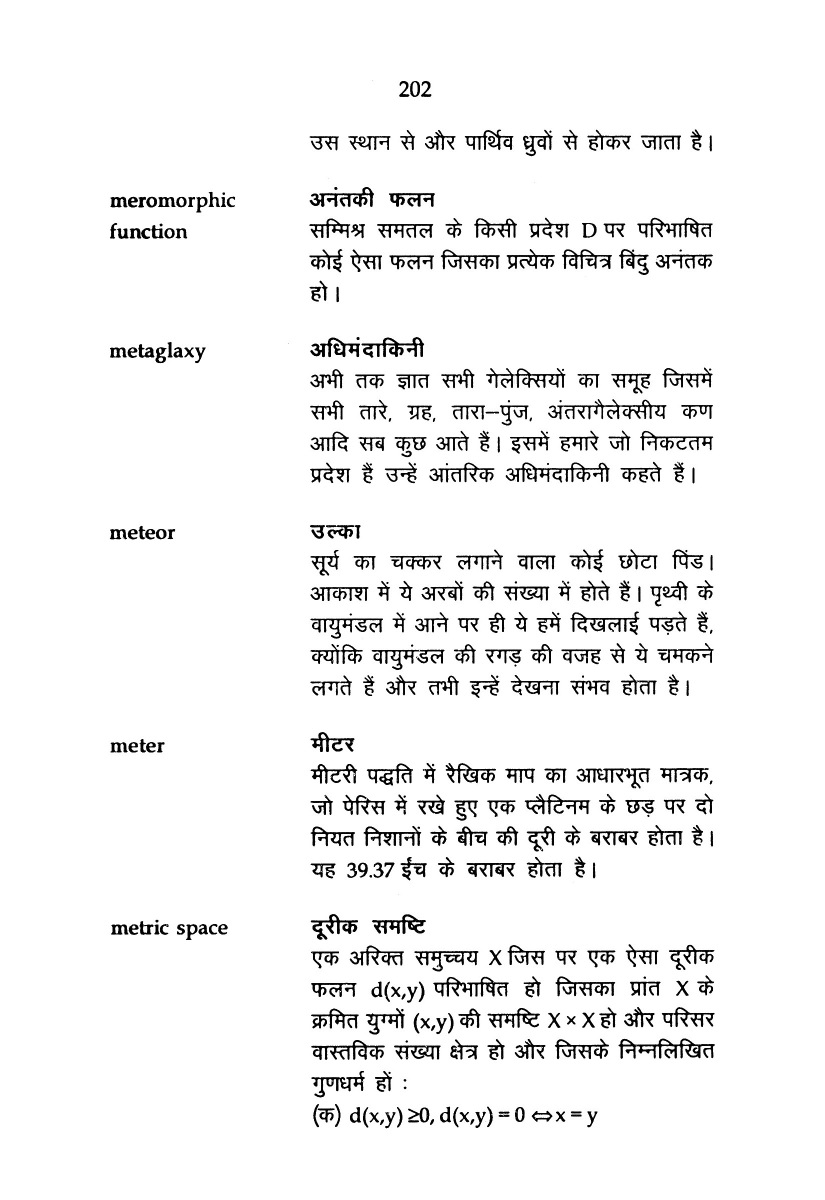 202
उस स्थान से और पार्थिव ध्रुवों से होकर जाता है।
meromorphic अनंतकी फलन
function सम्मिश्र समतल के किसी प्रदेश D पर परिभाषित
कोई ऐसा फलन जिसका प्रत्येक विचित्र बिंदु अनंतक
हो।
metaglaxy अधिमंदाकिनी
अभी तक ज्ञात सभी गेलेक्सियों का समूह जिसमें
सभी तारे, ग्रह, तारा–पुंज, अंतरागैलेक्सीय कण
आदि सब कुछ आते हैं। इसमें हमारे जो निकटतम
प्रदेश हैं उन्हें आंतरिक अधिमंदाकिनी कहते हैं।
meteor उल्का
सूर्य का चक्कर लगाने वाला कोई छोटा पिंड।
आकाश में ये अरबों की संख्या में होते हैं। पृथ्वी के
वायुमंडल में आने पर ही ये हमें दिखलाई पड़ते हैं,
क्योंकि वायुमंडल की रगड़ की वजह से ये चमकने
लगते हैं और तभी इन्हें देखना संभव होता है।
meter मीटर
मीटरी पद्धति में रैखिक माप का आधारभूत मात्रक,
जो पेरिस में रखे हुए एक प्लैटिनम के छड़ पर दो
नियत निशानों के बीच की दूरी के बराबर होता है।
यह 39.37 ईंच के बराबर होता है।
metric space दूरीक समष्टि
एक अरिक्त समुच्चय X जिस पर एक ऐसा दूरीक
फलन d(x,y) परिभाषित हो जिसका प्रांत X के
क्रमित युग्मों (x,y) की समष्टि X × X हो और परिसर
वास्तविक संख्या क्षेत्र हो और जिसके निम्नलिखित
गुणधर्म हों :
(क) d(x,y) ≥0, d(x,y) = 0 ⇔ x = y